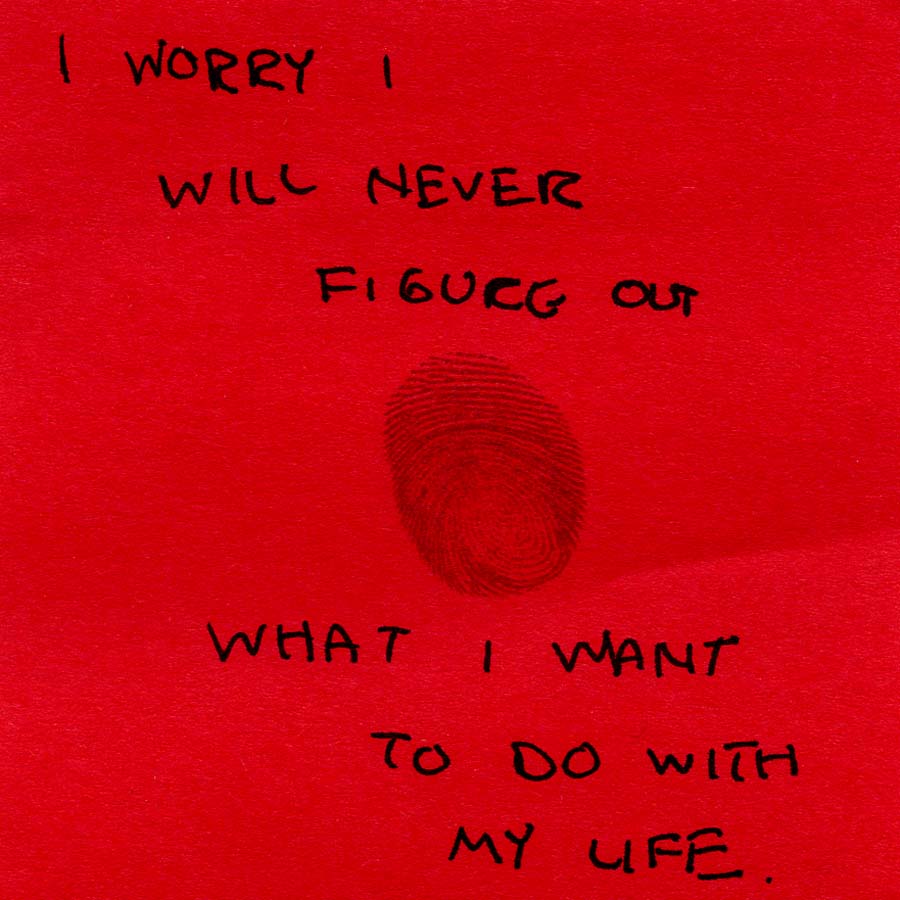 I WORRY I
WILL NEVER
FIGURE OUT
WHAT I WANT
TO DO WITH
MY LIFE.